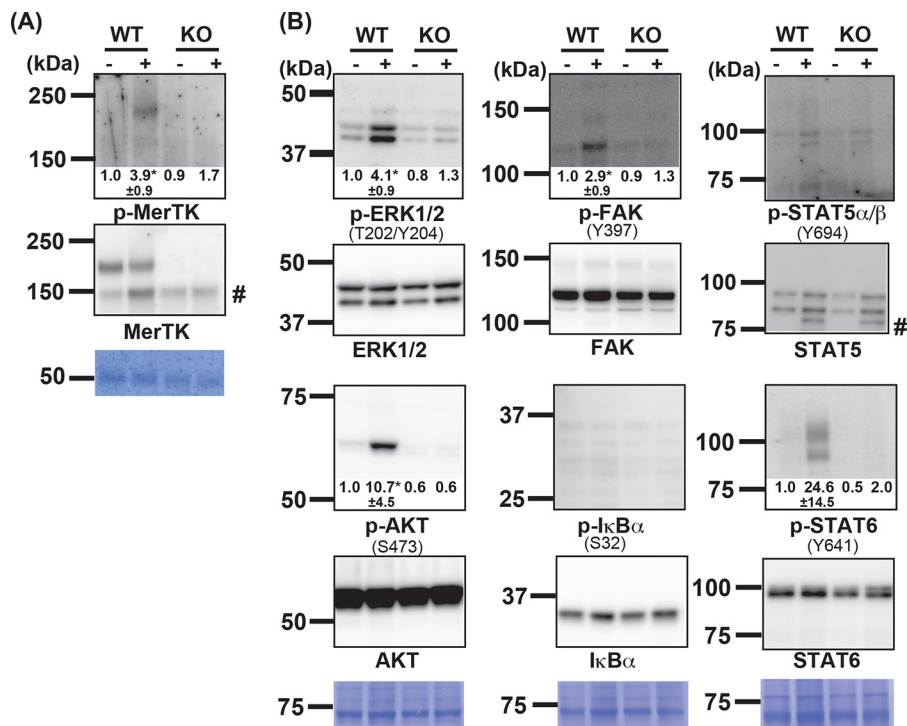 (A)
WT KO
(kDa) - + - +
250
150
1.0 3.9* 0.9 1.7
±0.9
p-MerTK
250
150
#
MerTK
50
(B)
WT KO
(kDa) - + - +
50
37
1.0 4.1* 0.8 1.3
±0.9
p-ERK1/2
(T202/Y204)
50
37
ERK1/2
75
50
1.0 10.7* 0.6 0.6
±4.5
p-AKT
(S473)
50
AKT
75
WT KO
(kDa) - + - +
150
100
1.0 2.9* 0.9 1.3
±0.9
p-FAK
(Y397)
150
100
FAK
37
25
p-IκBα
(S32)
37
IκBα
75
WT KO
(kDa) - + - +
100
75
p-STAT5α/β
(Y694)
100
75
#
STAT5
100
75
1.0 24.6 0.5 2.0
±14.5
p-STAT6
(Y641)
100
75
STAT6
75